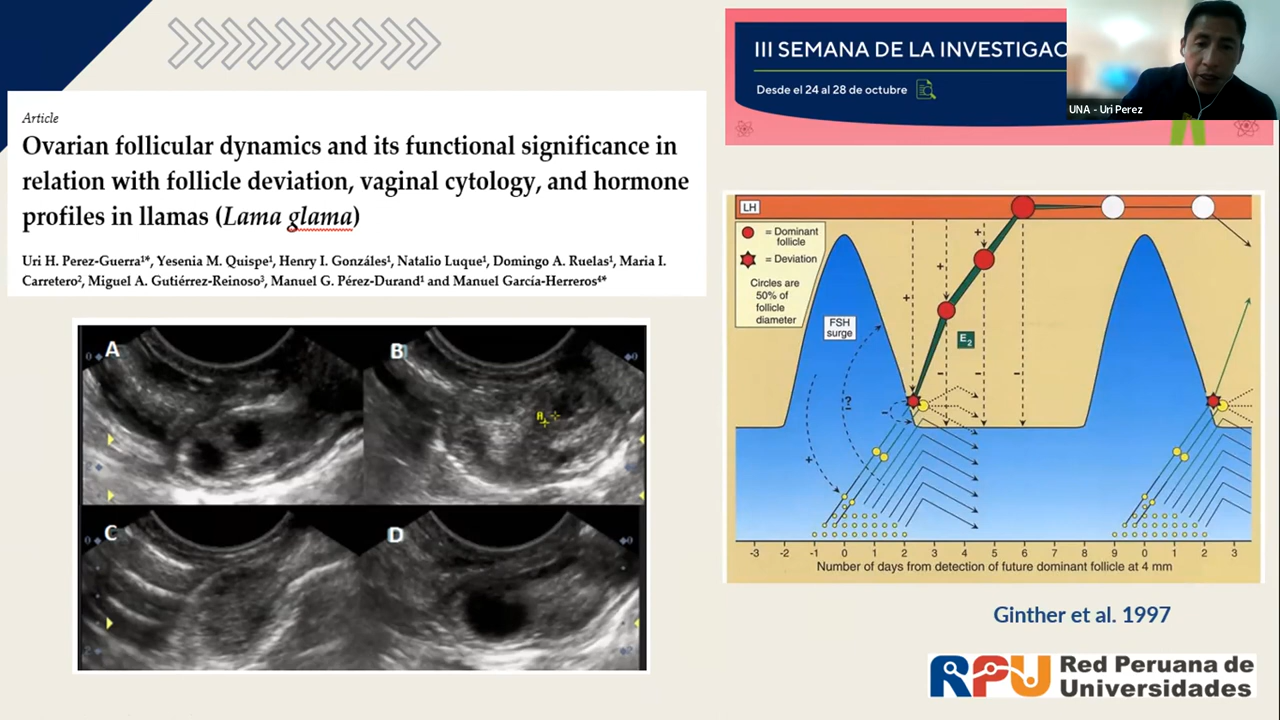 Article
Ovarian follicular dynamics and its functional significance in
relation with follicle deviation, vaginal cytology, and hormone
profiles in llamas (Lama glama)
Uri H. Perez-Guerra¹*, Yesenia M. Quispe¹, Henry I. Gonzáles¹, Natalio Luque¹, Domingo A. Ruelas¹, Maria I.
Carretero², Miguel A. Gutiérrez-Reinoso³, Manuel G. Pérez-Durand¹ and Manuel García-Herreros⁴*
A
B
C
D
III SEMANA DE LA INVESTIGAC
Desde el 24 al 28 de octubre
UNA - Uri Perez
LH
= Dominant
follicle
= Deviation
Circles are
50% of
follicle
diameter
FSH
surge
E2
?
-3 -2 -1 0 1 2 3 4 5 6 7 8 9 0 1 2 3
Number of days from detection of future dominant follicle at 4 mm
Ginther et al. 1997
RPU
Red Peruana de
Universidades